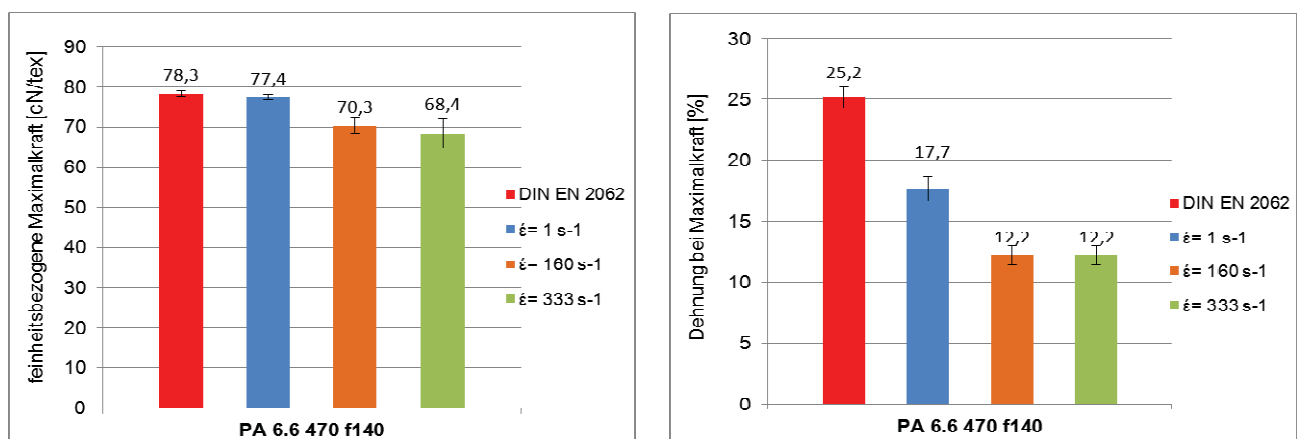 feinheitsbezogene Maximalkraft [cN/tex]
90
80
70
60
50
40
30
20
10
0
78,3
77,4
70,3
68,4
PA 6.6 470 f140
DIN EN 2062
έ= 1 s-1
έ= 160 s-1
έ= 333 s-1
Dehnung bei Maximalkraft [%]
30
25
20
15
10
5
0
25,2
17,7
12,2
12,2
PA 6.6 470 f140
DIN EN 2062
έ= 1 s-1
έ= 160 s-1
έ= 333 s-1